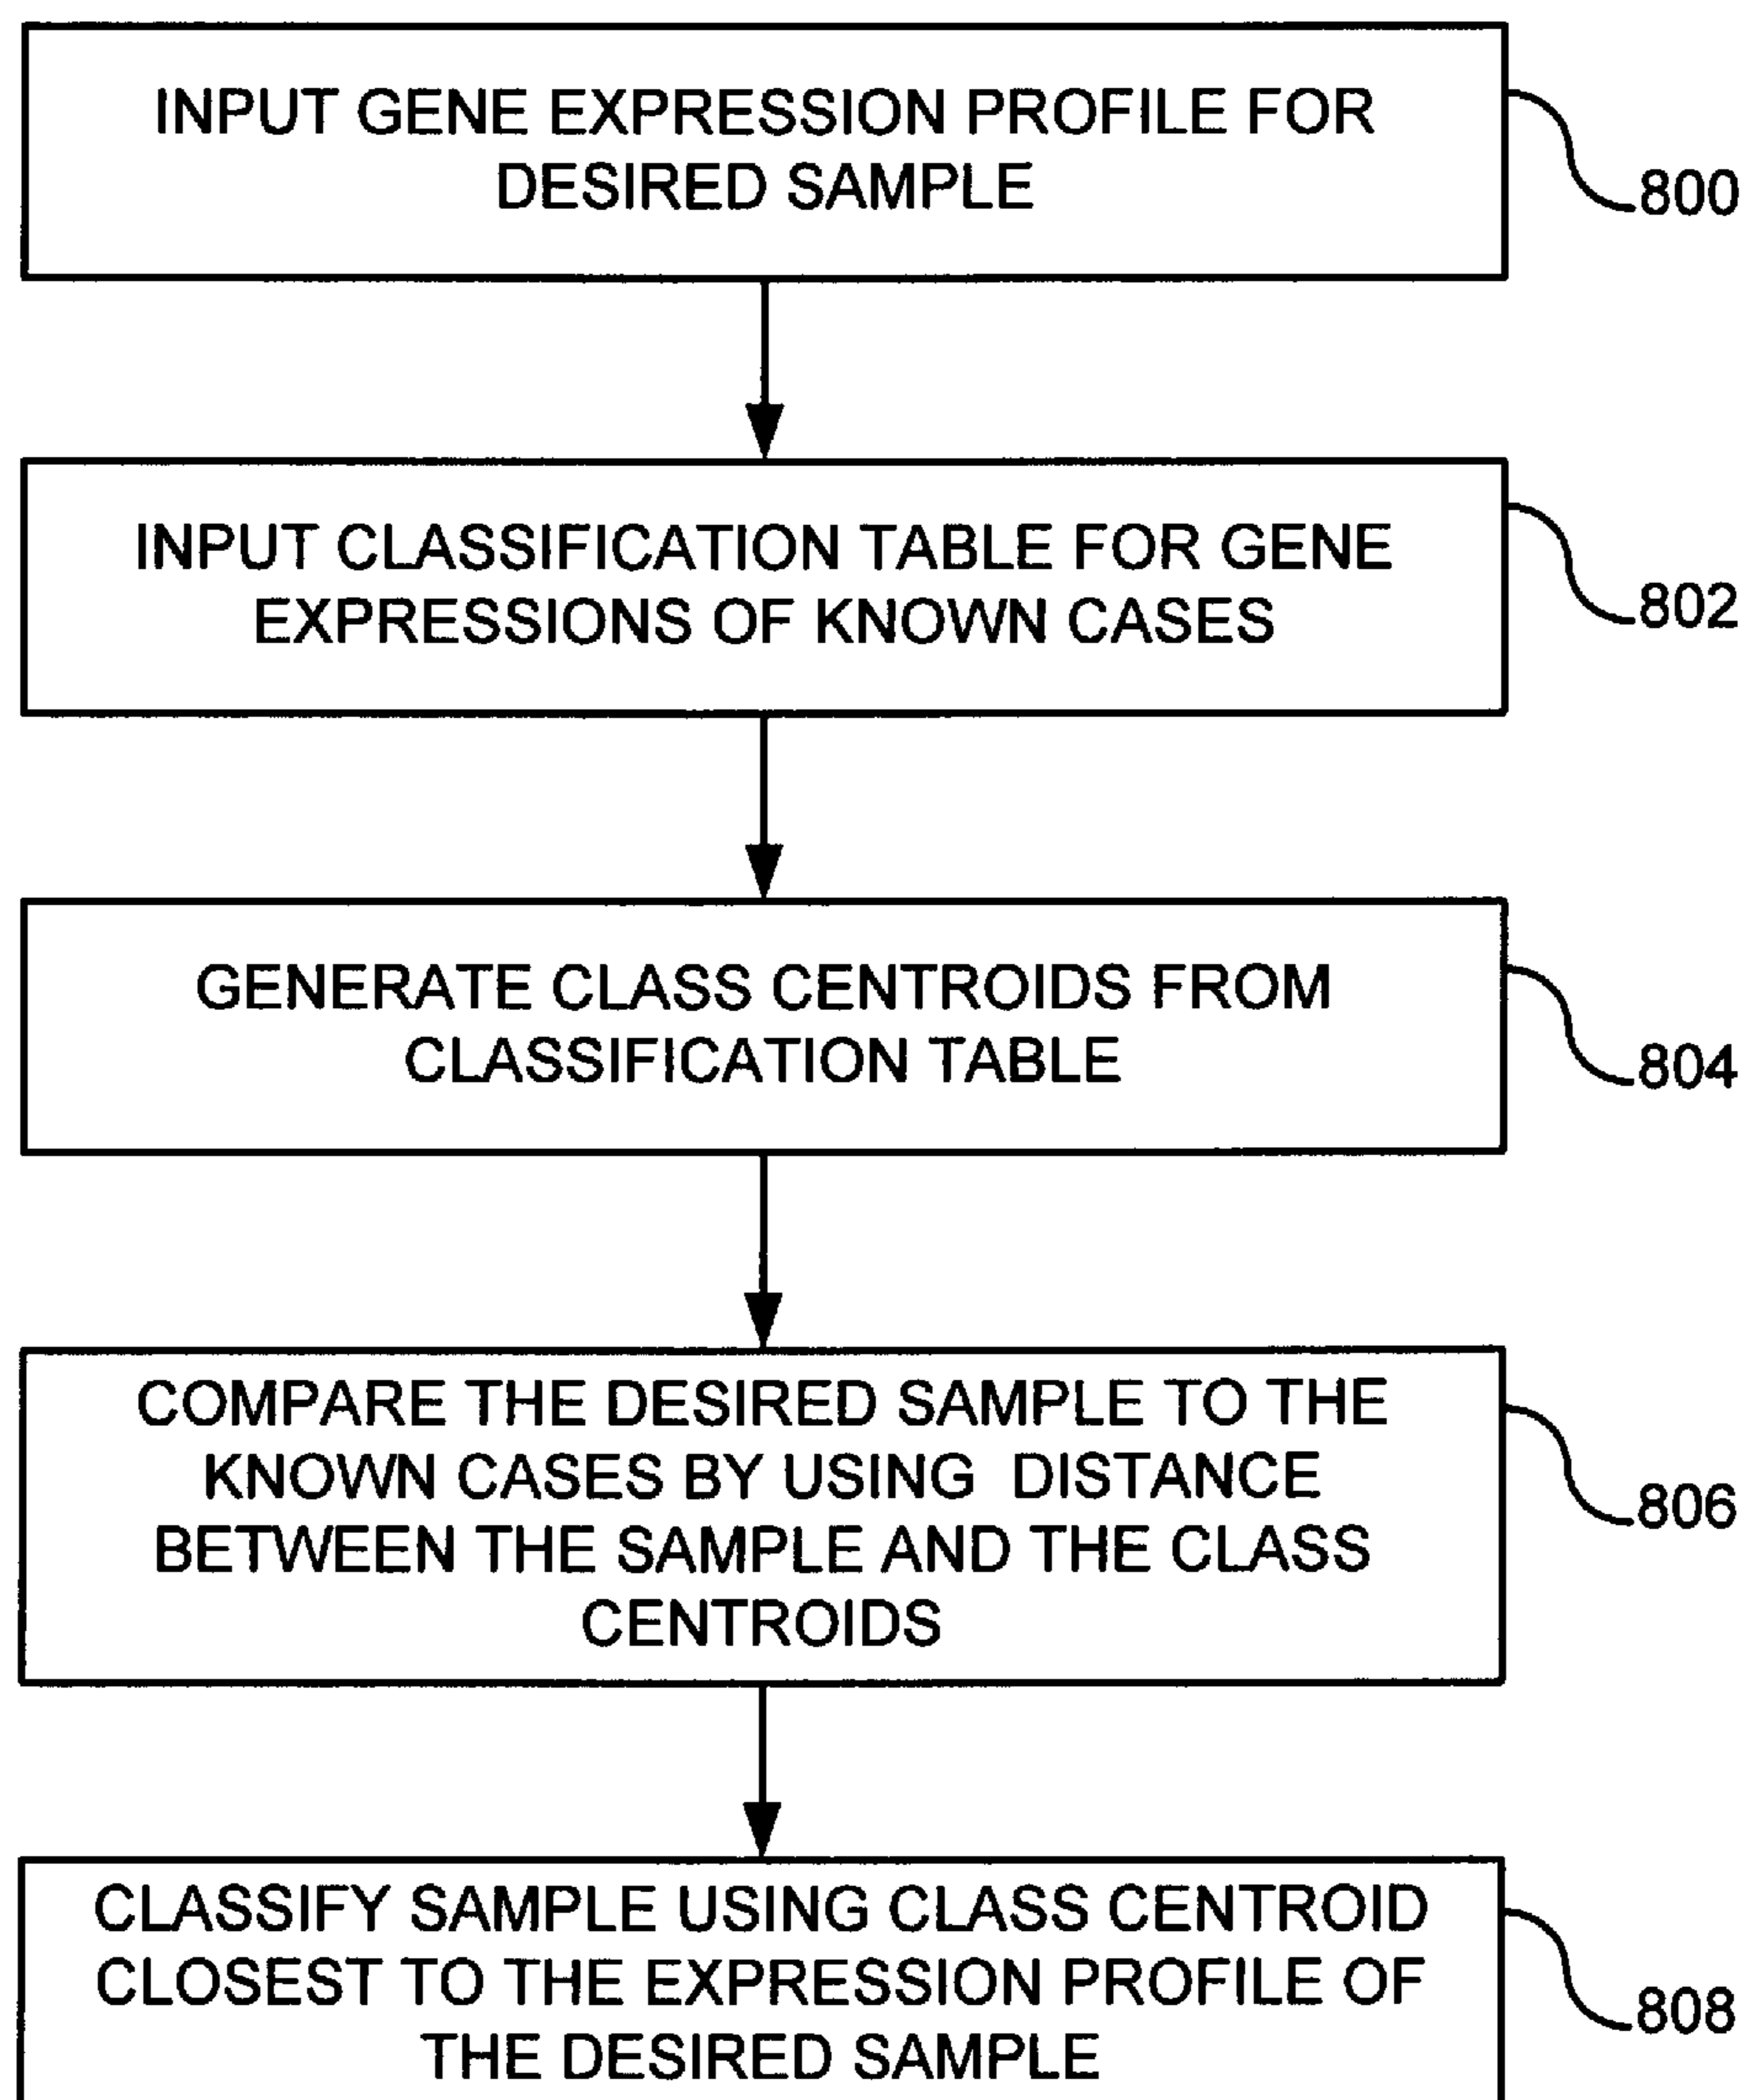 INPUT GENE EXPRESSION PROFILE FOR
DESIRED SAMPLE
800
INPUT CLASSIFICATION TABLE FOR GENE
EXPRESSIONS OF KNOWN CASES
802
GENERATE CLASS CENTROIDS FROM
CLASSIFICATION TABLE
804
COMPARE THE DESIRED SAMPLE TO THE
KNOWN CASES BY USING DISTANCE
BETWEEN THE SAMPLE AND THE CLASS
CENTROIDS
806
CLASSIFY SAMPLE USING CLASS CENTROID
CLOSEST TO THE EXPRESSION PROFILE OF
THE DESIRED SAMPLE
808